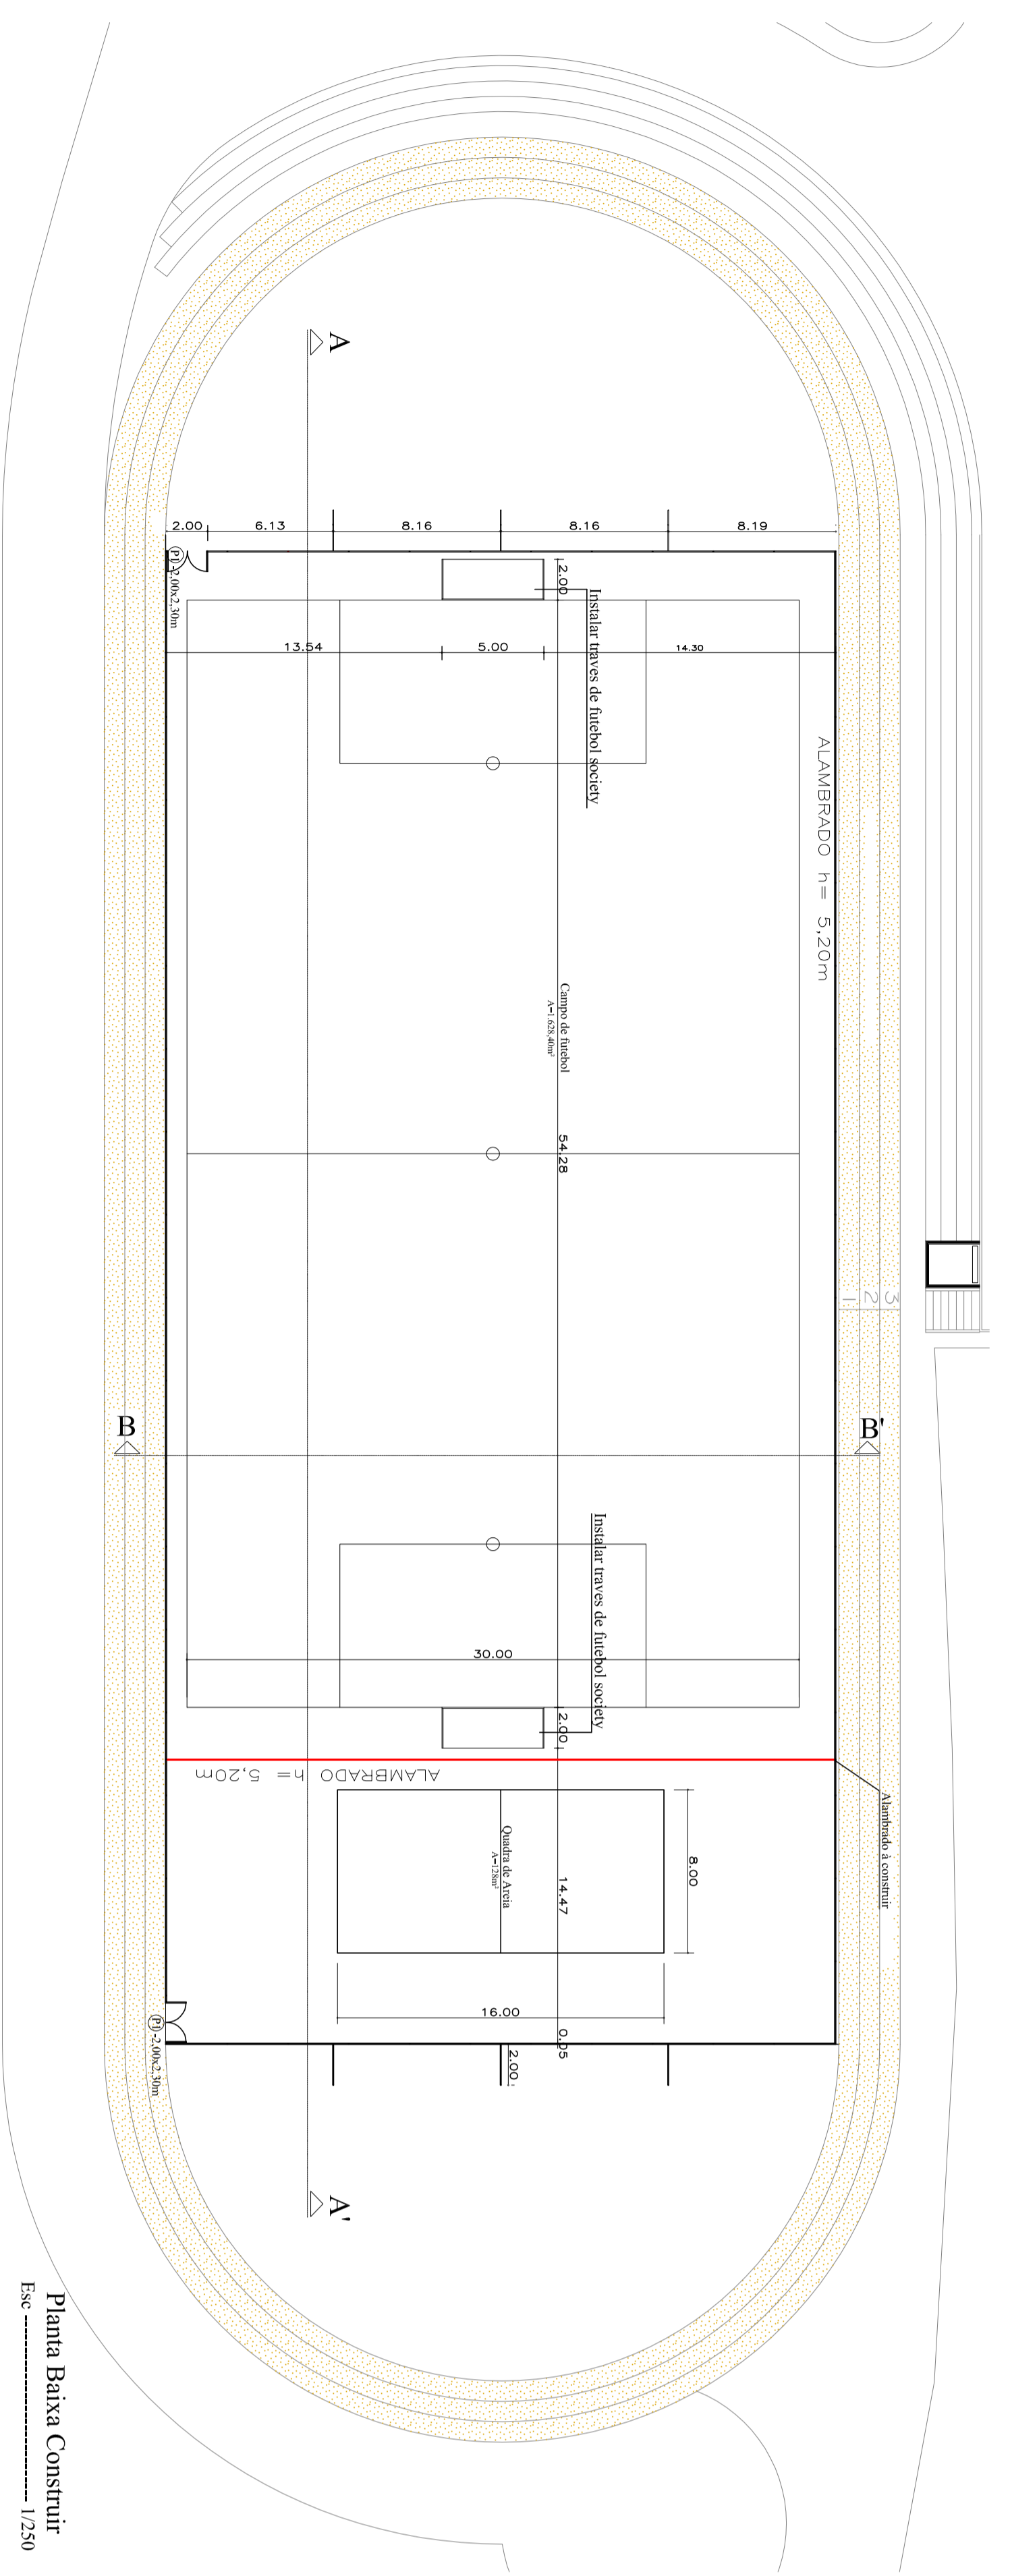 A
2.00
6.13
8.16
8.16
8.19
P1 -2,00x2,30m
2.00
Instalar traves de futebol society
13.54
5.00
14.30
ALAMBRADO h= 5,20m
Campo de futebol
A=1.628,40m²
54.28
1
2
3
B
B'
Instalar traves de futebol society
30.00
2.00
ALAMBRADO h= 5,20m
Alambrado à construir
Quadra de Areia
A=128m²
14.47
8.00
16.00
P1 -2,00x2,30m
0.05
2.00
A'
Planta Baixa Construir
Esc ------------------------------ 1/250